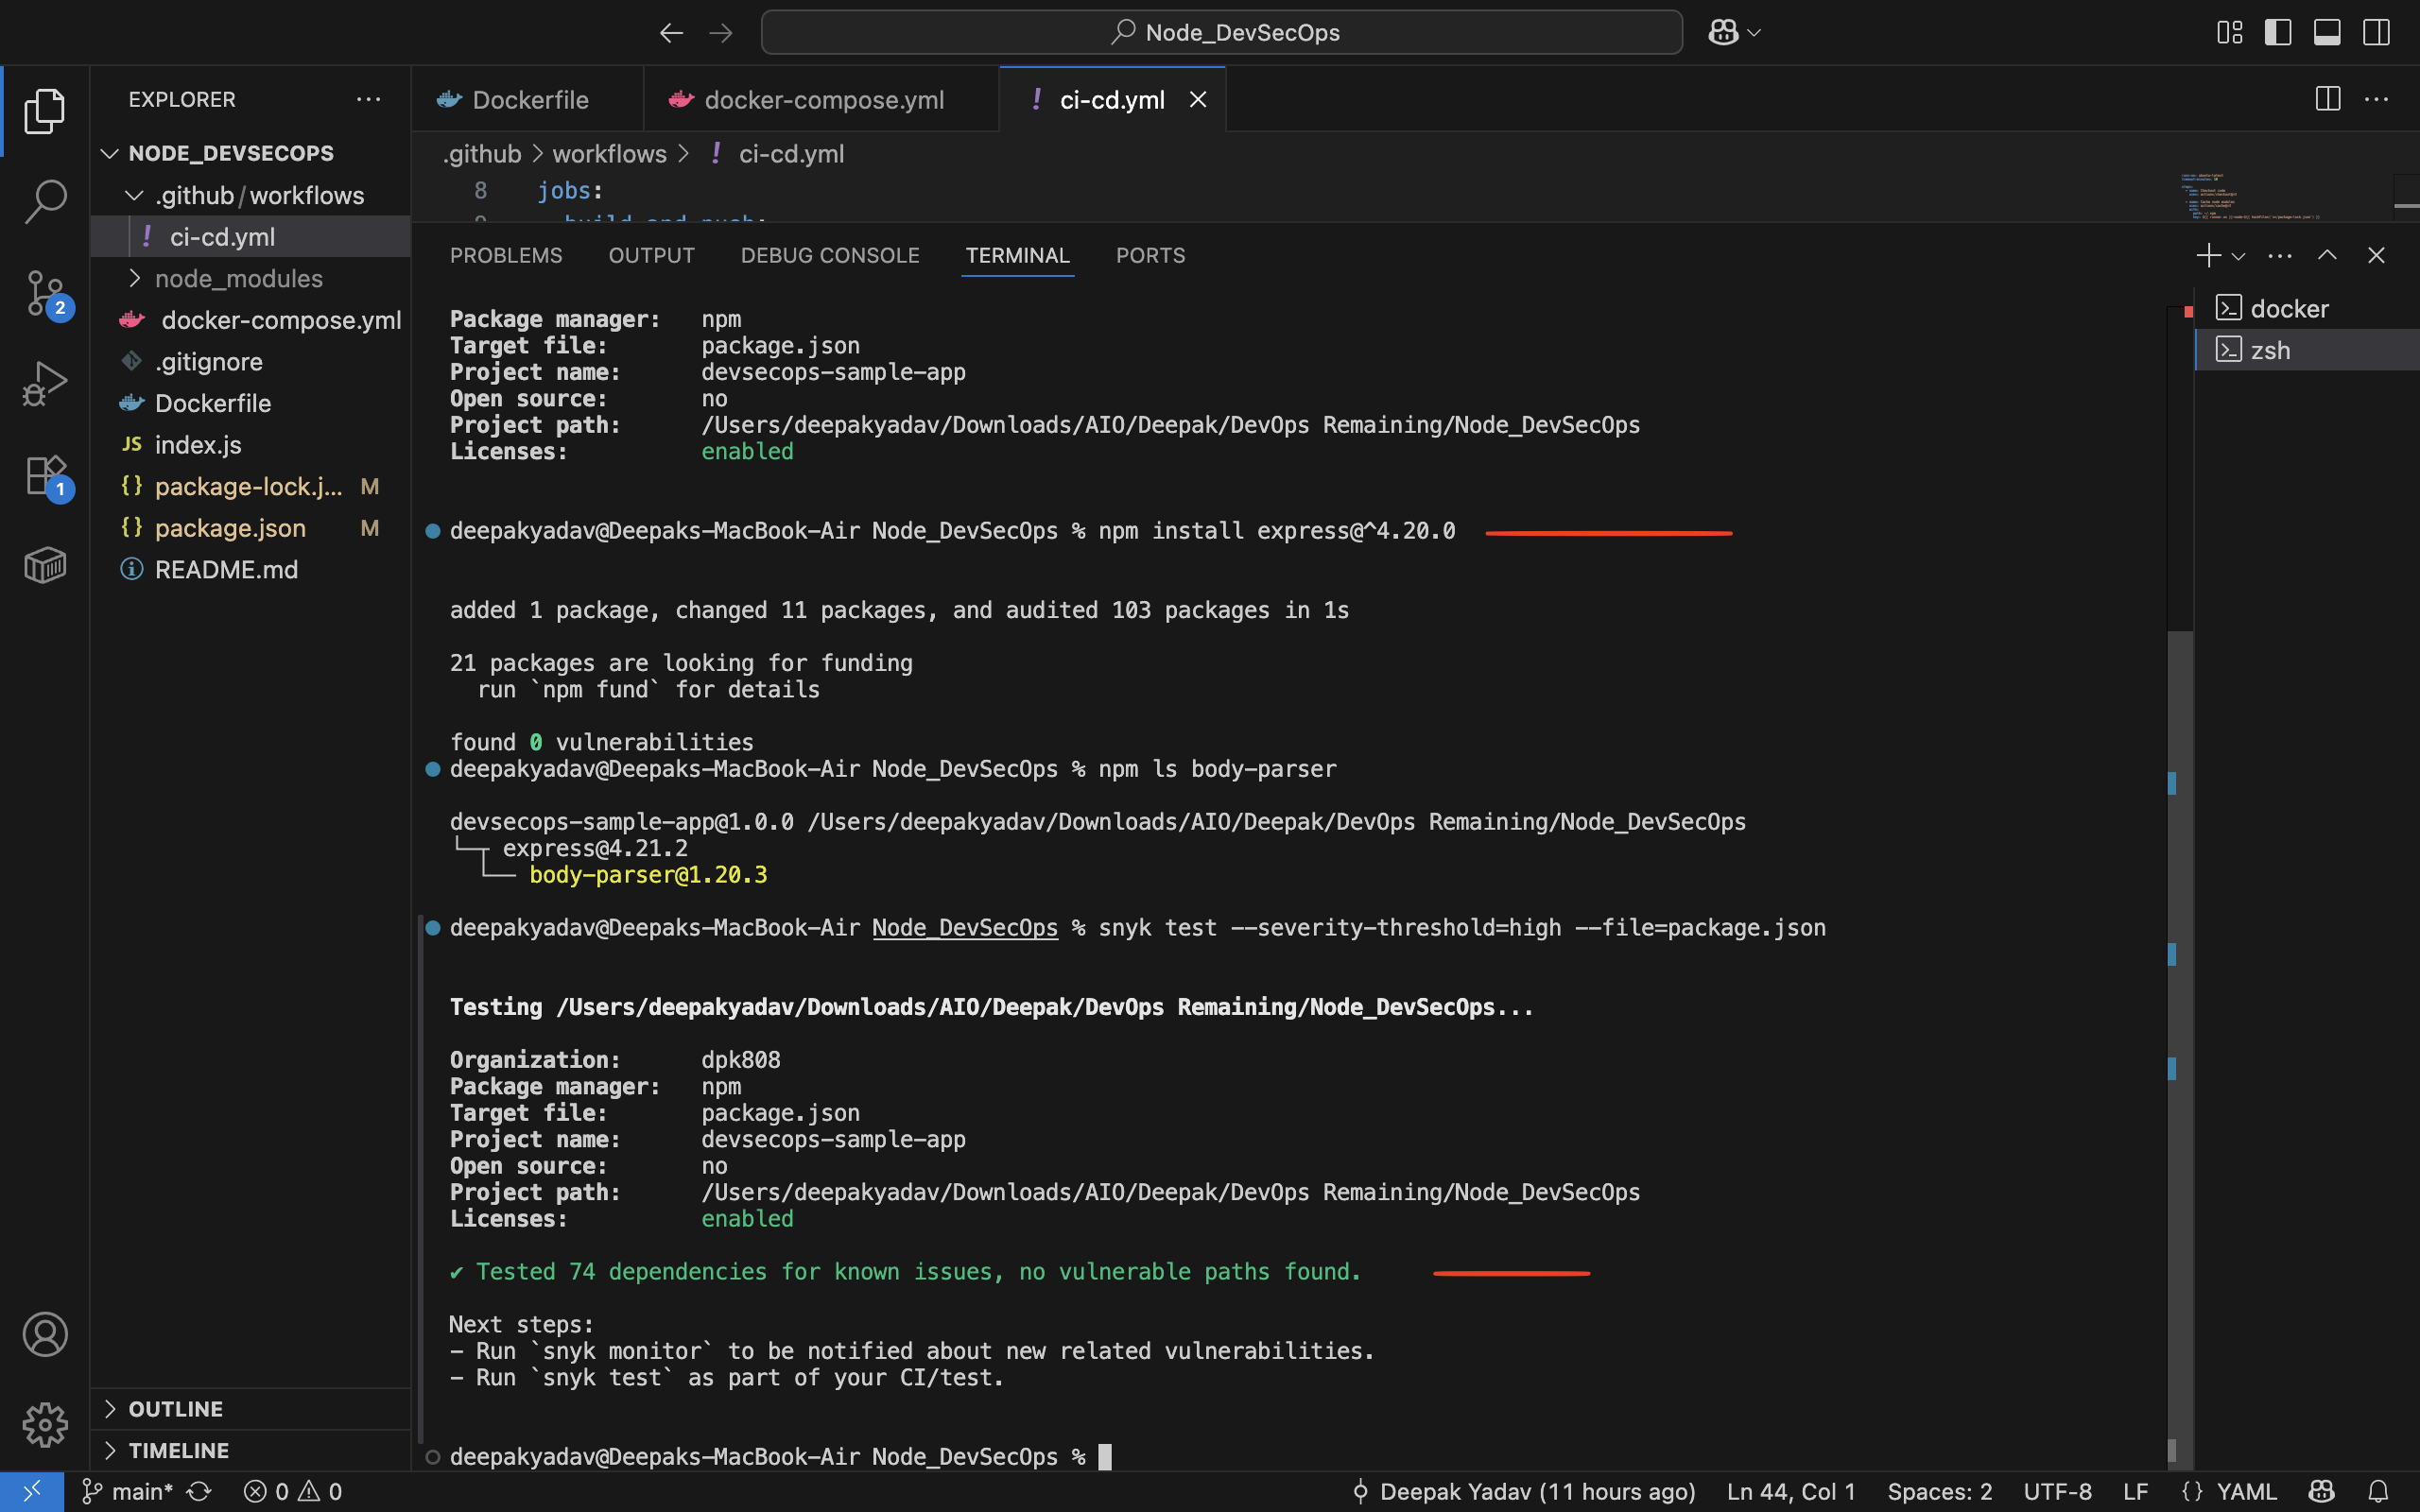 Node_DevSecOps
EXPLORER
Dockerfile
docker-compose.yml
! ci-cd.yml
NODE_DEVSECOPS
.github/workflows
! ci-cd.yml
node_modules
docker-compose.yml
.gitignore
Dockerfile
JS index.js
{} package-lock.j... M
{} package.json M
README.md
2
1
OUTLINE
TIMELINE
.github > workflows > ! ci-cd.yml
8 jobs:
PROBLEMS
OUTPUT
DEBUG CONSOLE
TERMINAL
PORTS
docker
zsh
Package manager: npm
Target file: package.json
Project name: devsecops-sample-app
Open source: no
Project path: /Users/deepakyadav/Downloads/AIO/Deepak/DevOps Remaining/Node_DevSecOps
Licenses: enabled
deepakyadav@Deepaks-MacBook-Air Node_DevSecOps % npm install express@^4.20.0
added 1 package, changed 11 packages, and audited 103 packages in 1s
21 packages are looking for funding
run `npm fund` for details
found 0 vulnerabilities
deepakyadav@Deepaks-MacBook-Air Node_DevSecOps % npm ls body-parser
devsecops-sample-app@1.0.0 /Users/deepakyadav/Downloads/AIO/Deepak/DevOps Remaining/Node_DevSecOps
└─┬ express@4.21.2
└── body-parser@1.20.3
deepakyadav@Deepaks-MacBook-Air Node_DevSecOps % snyk test --severity-threshold=high --file=package.json
Testing /Users/deepakyadav/Downloads/AIO/Deepak/DevOps Remaining/Node_DevSecOps...
Organization: dpk808
Package manager: npm
Target file: package.json
Project name: devsecops-sample-app
Open source: no
Project path: /Users/deepakyadav/Downloads/AIO/Deepak/DevOps Remaining/Node_DevSecOps
Licenses: enabled
✔ Tested 74 dependencies for known issues, no vulnerable paths found.
Next steps:
- Run `snyk monitor` to be notified about new related vulnerabilities.
- Run `snyk test` as part of your CI/test.
deepakyadav@Deepaks-MacBook-Air Node_DevSecOps %
main*
0
0
Deepak Yadav (11 hours ago)
Ln 44, Col 1
Spaces: 2
UTF-8
LF
{} YAML